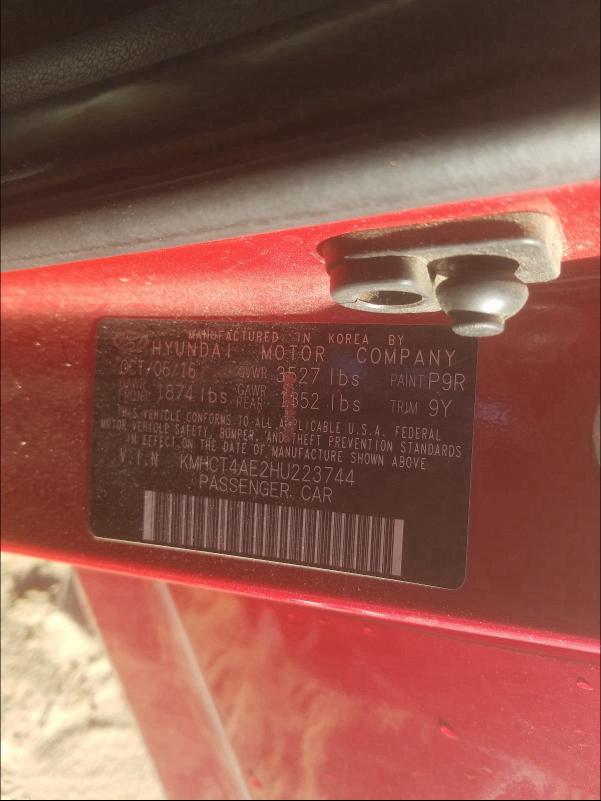 MANUFACTURED IN KOREA BY
HYUNDAI MOTOR COMPANY
OCT/06/16 GVWR 3527 lbs PAINT P9R
GAWR FRONT 1874 lbs GAWR REAR 1852 lbs TRIM 9Y
THIS VEHICLE CONFORMS TO ALL APPLICABLE U.S.A. FEDERAL
MOTOR VEHICLE SAFETY, BUMPER, AND THEFT PREVENTION STANDARDS
IN EFFECT ON THE DATE OF MANUFACTURE SHOWN ABOVE
V.I.N KMHCT4AE2HU223744
PASSENGER CAR